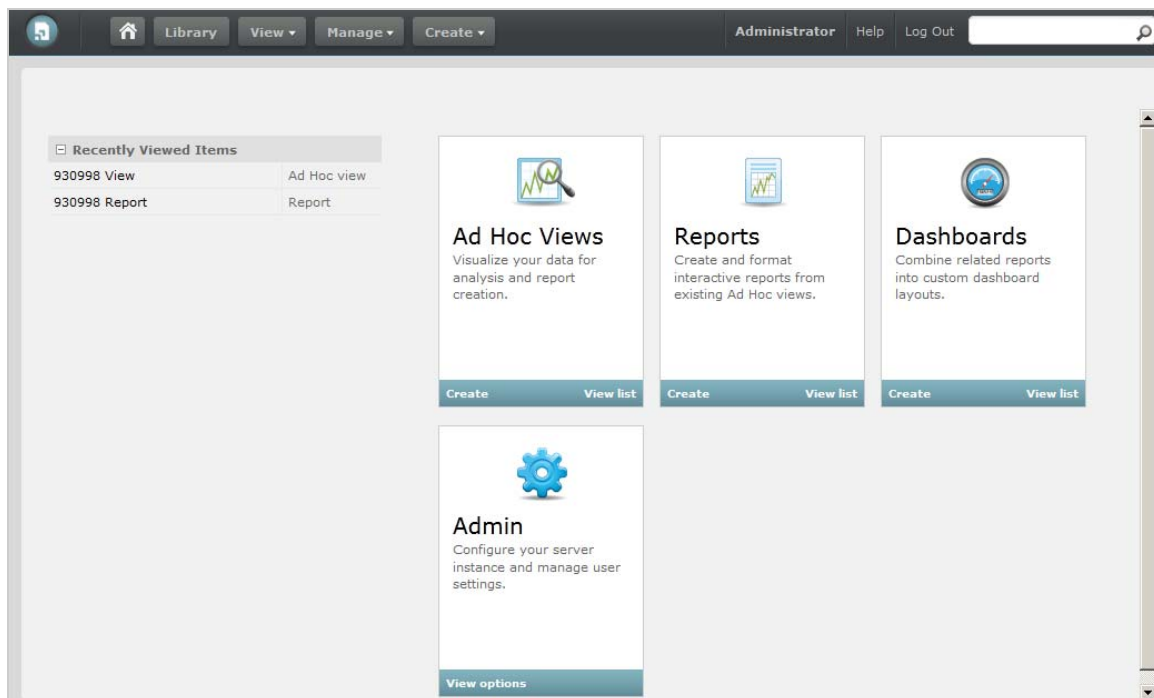 Library View Manage Create Administrator Help Log Out
Recently Viewed Items
930998 View Ad Hoc view
930998 Report Report
Ad Hoc Views
Visualize your data for
analysis and report
creation.
Create View list
Reports
Create and format
interactive reports from
existing Ad Hoc views.
Create View list
Dashboards
Combine related reports
into custom dashboard
layouts.
Create View list
Admin
Configure your server
instance and manage user
settings.
View options